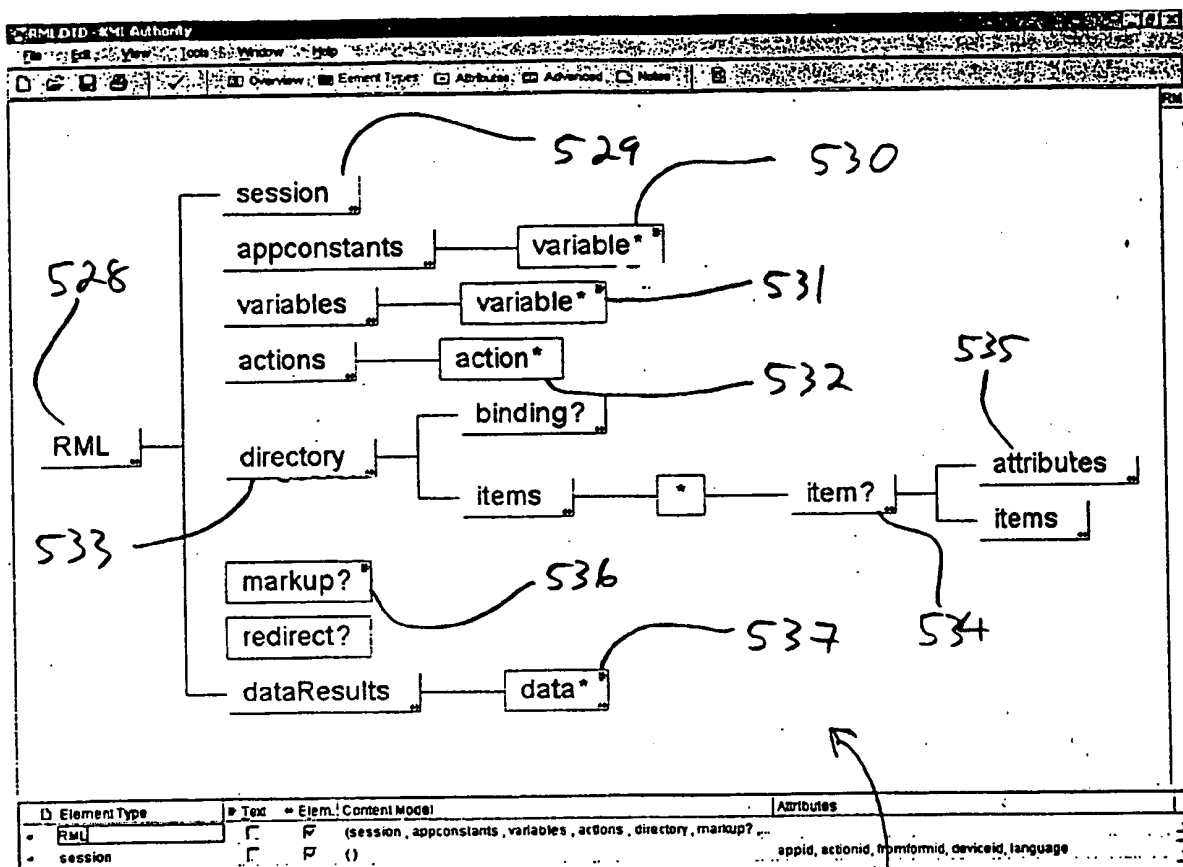 RML.DTD - XML Authority
File Edit View Tools Window Help
Overview Element Types Attributes Advanced Notes
RML
529
530
session
appconstants variable*
528
variables variable*
531
actions action*
535
532
binding?
RML
directory
attributes
items * item?
items
533
markup?
536
redirect?
534
537
dataResults data*
Element Type Text Elem. Content Model Attributes
RML (session , appconstants , variables , actions , directory , markup? ...
session () appid, actionid, fromformid, deviceid, language